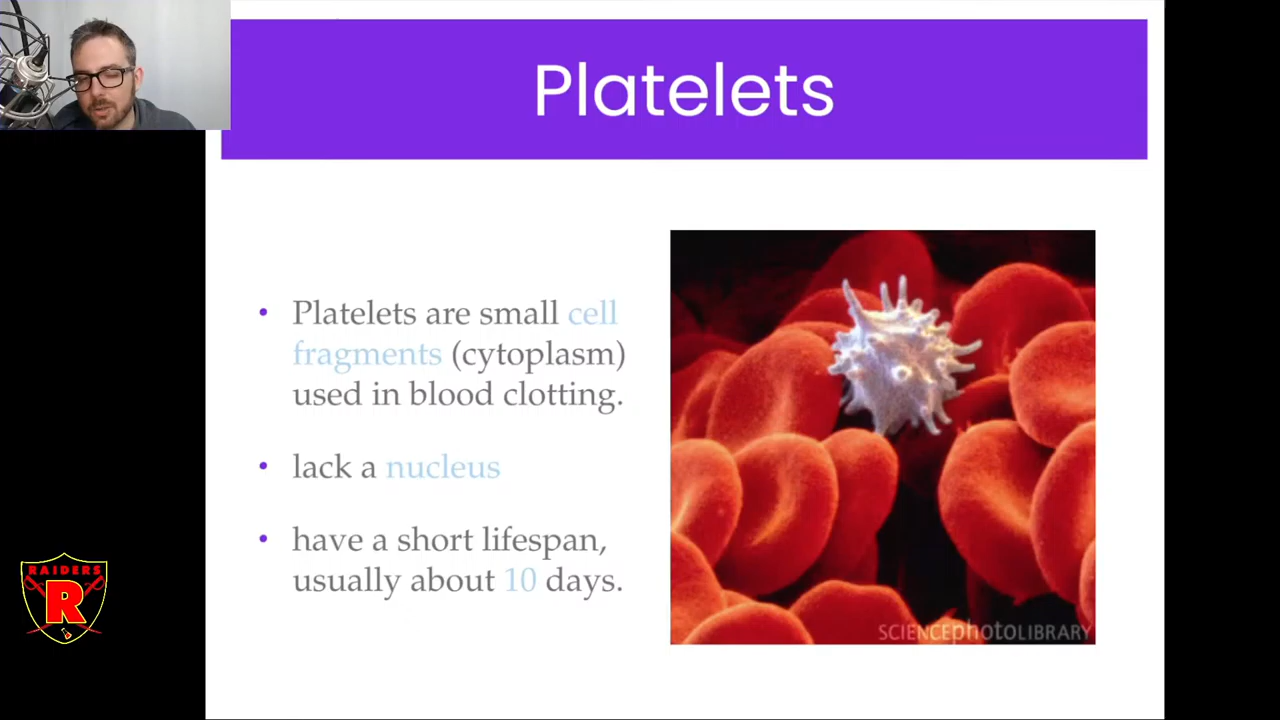 Platelets
• Platelets are small cell
fragments (cytoplasm)
used in blood clotting.
• lack a nucleus
• have a short lifespan,
usually about 10 days.
SCIENCEphotoLIBRARY
RAIDERS
R